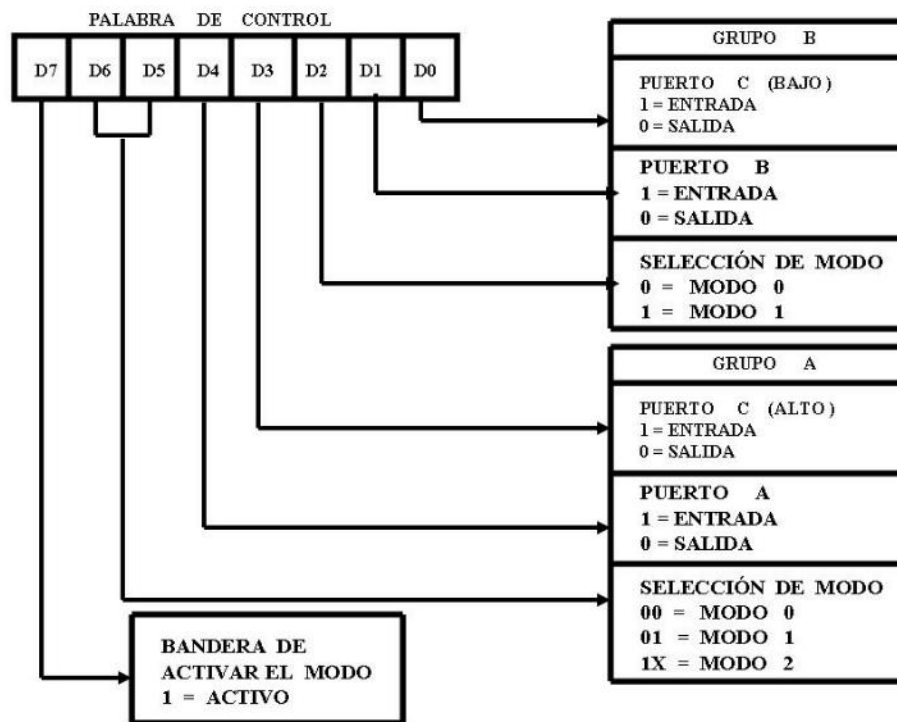 PALABRA DE CONTROL
D7 D6 D5 D4 D3 D2 D1 D0
GRUPO B
PUERTO C (BAJO)
1 = ENTRADA
0 = SALIDA
PUERTO B
1 = ENTRADA
0 = SALIDA
SELECCIÓN DE MODO
0 = MODO 0
1 = MODO 1
GRUPO A
PUERTO C (ALTO)
1 = ENTRADA
0 = SALIDA
PUERTO A
1 = ENTRADA
0 = SALIDA
SELECCIÓN DE MODO
00 = MODO 0
01 = MODO 1
1X = MODO 2
BANDERA DE
ACTIVAR EL MODO
1 = ACTIVO